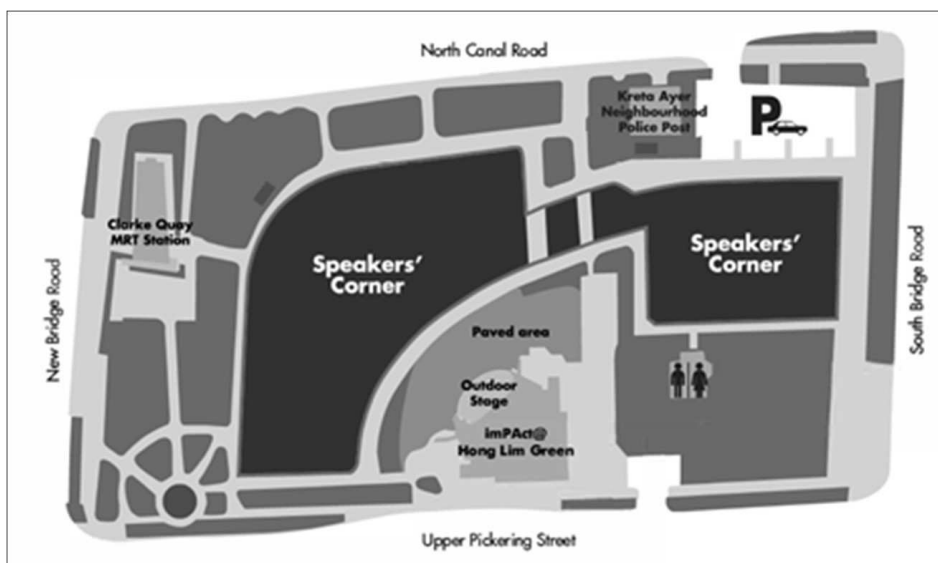 North Canal Road
Kreta Ayer
Neighbourhood
Police Post
P
Clarke Quay
MRT Station
Speakers'
Corner
Speakers'
Corner
New Bridge Road
South Bridge Road
Paved area
Outdoor
Stage
imPAct@
Hong Lim Green
Upper Pickering Street